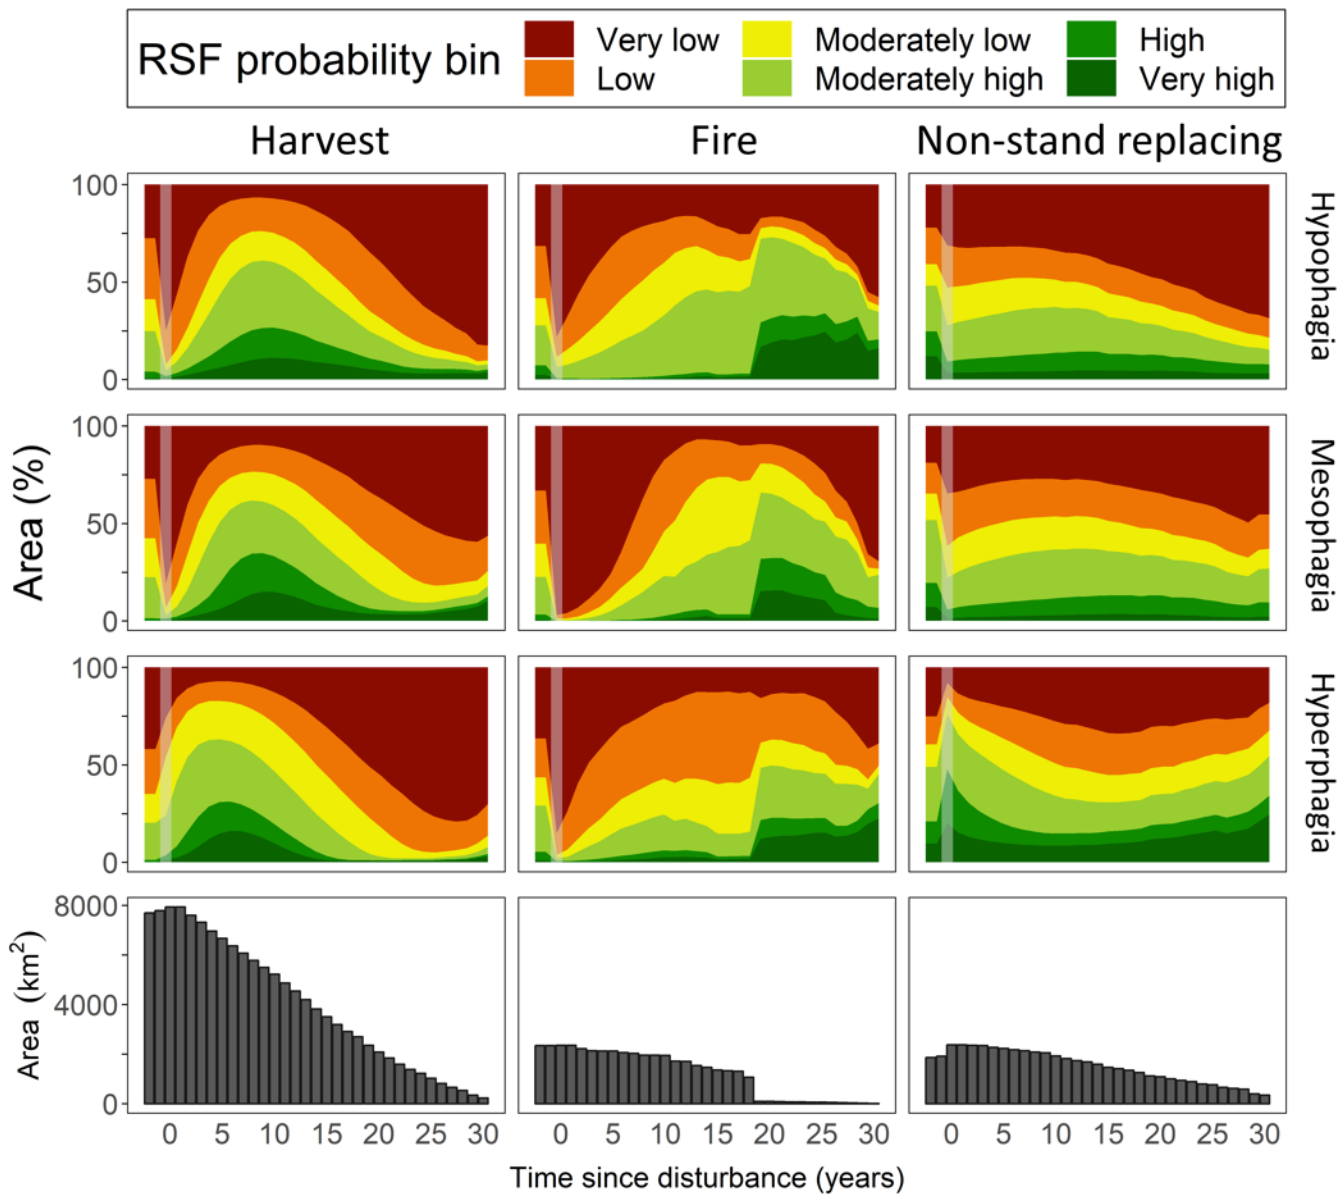 RSF probability bin
Very low
Moderately low
High
Low
Moderately high
Very high
Harvest
Fire
Non-stand replacing
100
50
0
Hypophagia
100
50
0
Mesophagia
Area (%)
100
50
0
Hyperphagia
8000
4000
0
Area (km²)
0 5 10 15 20 25 30
0 5 10 15 20 25 30
0 5 10 15 20 25 30
Time since disturbance (years)